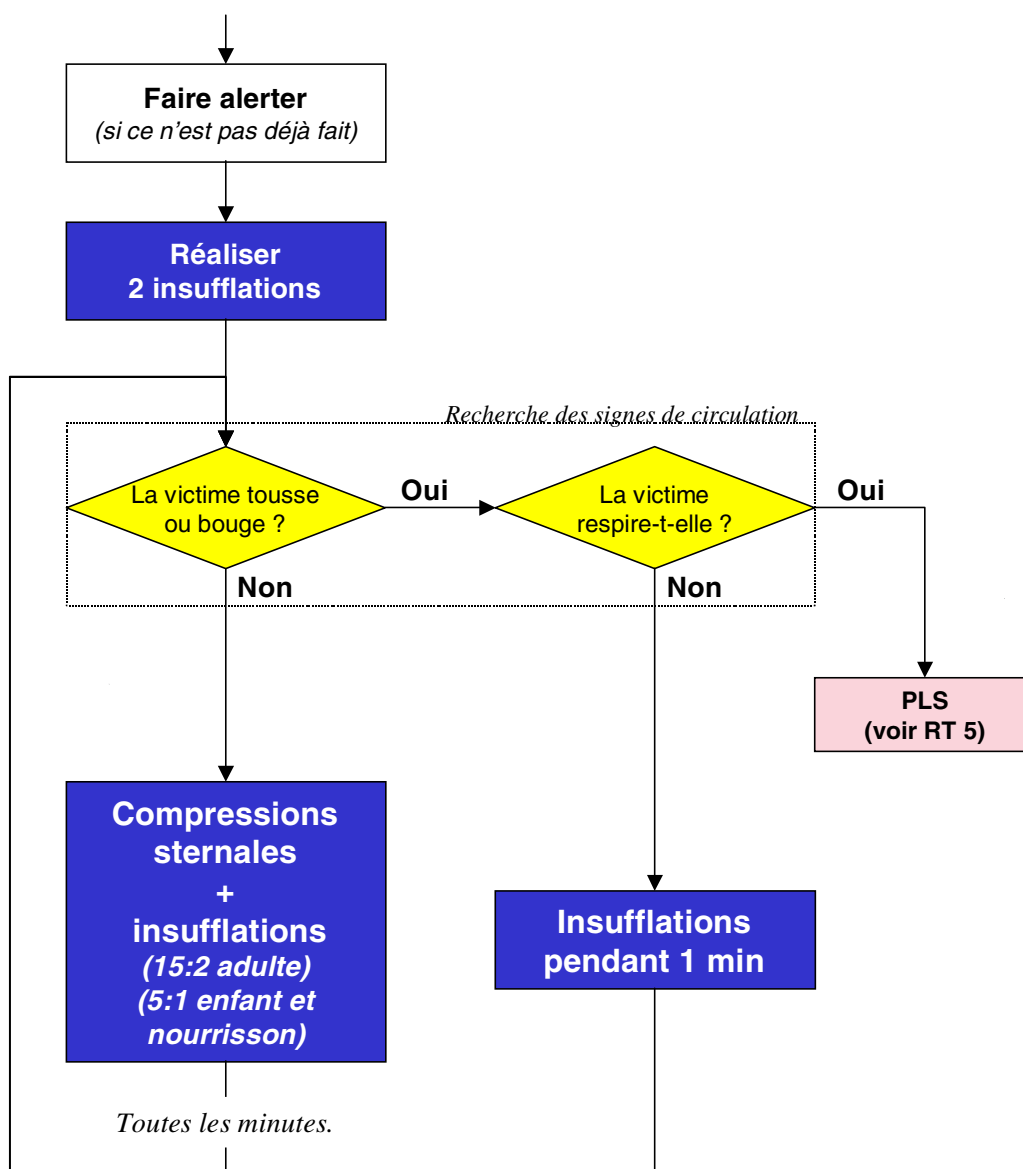 Faire alerter
(si ce n'est pas déjà fait)
Réaliser
2 insufflations
Recherche des signes de circulation
La victime tousse
ou bouge ?
Oui
La victime
respire-t-elle ?
Oui
Non
Non
PLS
(voir RT 5)
Compressions
sternales
+
insufflations
(15:2 adulte)
(5:1 enfant et
nourrisson)
Insufflations
pendant 1 min
Toutes les minutes.